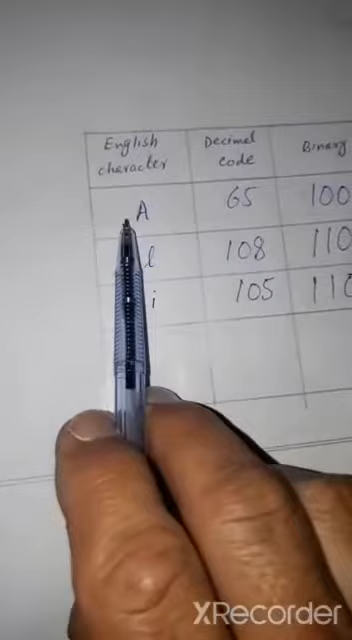 English character Decimal code Binary
A 65 100
l 108 110
i 105 110
XRecorder